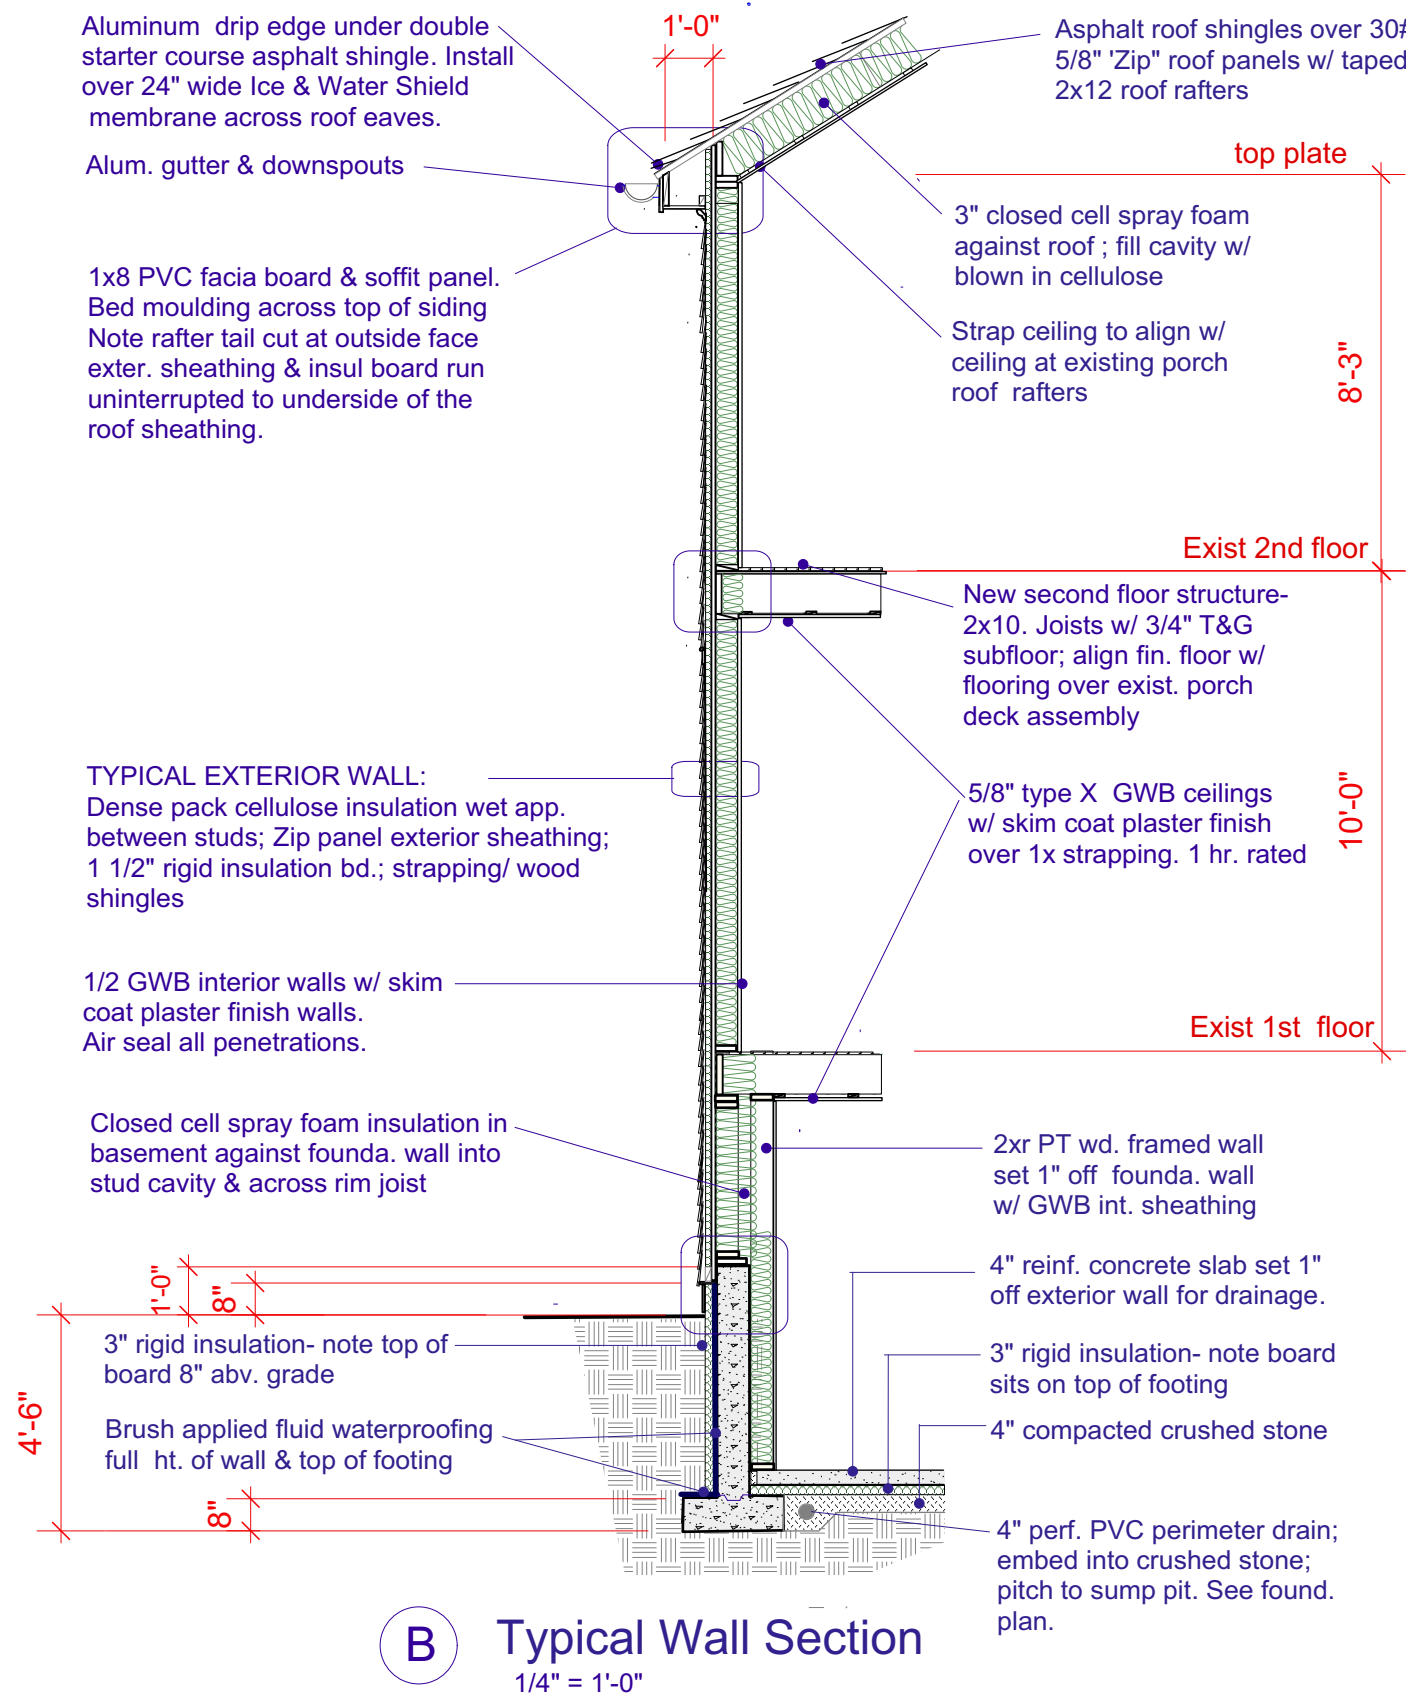 Aluminum drip edge under double
starter course asphalt shingle. Install
over 24" wide Ice & Water Shield
membrane across roof eaves.
1'-0"
Asphalt roof shingles over 30#
5/8" 'Zip" roof panels w/ taped
2x12 roof rafters
Alum. gutter & downspouts
top plate
3" closed cell spray foam
against roof ; fill cavity w/
blown in cellulose
1x8 PVC facia board & soffit panel.
Bed moulding across top of siding
Note rafter tail cut at outside face
exter. sheathing & insul board run
uninterrupted to underside of the
roof sheathing.
Strap ceiling to align w/
ceiling at existing porch
roof rafters
8'-3"
Exist 2nd floor
New second floor structure-
2x10. Joists w/ 3/4" T&G
subfloor; align fin. floor w/
flooring over exist. porch
deck assembly
TYPICAL EXTERIOR WALL:
Dense pack cellulose insulation wet app.
between studs; Zip panel exterior sheathing;
1 1/2" rigid insulation bd.; strapping/ wood
shingles
5/8" type X GWB ceilings
w/ skim coat plaster finish
over 1x strapping. 1 hr. rated
10'-0"
1/2 GWB interior walls w/ skim
coat plaster finish walls.
Air seal all penetrations.
Exist 1st floor
Closed cell spray foam insulation in
basement against founda. wall into
stud cavity & across rim joist
2xr PT wd. framed wall
set 1" off founda. wall
w/ GWB int. sheathing
1'-0"
8"
4" reinf. concrete slab set 1"
off exterior wall for drainage.
3" rigid insulation- note top of
board 8" abv. grade
3" rigid insulation- note board
sits on top of footing
4'-6"
Brush applied fluid waterproofing
full ht. of wall & top of footing
4" compacted crushed stone
8"
4" perf. PVC perimeter drain;
embed into crushed stone;
pitch to sump pit. See found.
plan.
B
Typical Wall Section
1/4" = 1'-0"